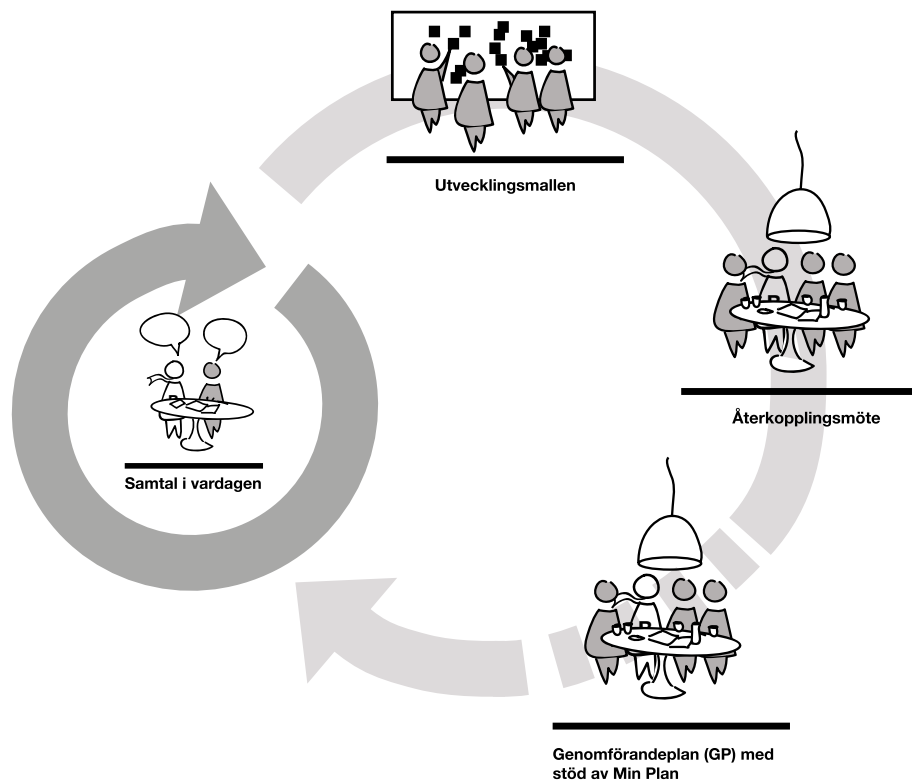 Utvecklingsmallen
Återkopplingsmöte
Samtal i vardagen
Genomförandeplan (GP) med
stöd av Min Plan